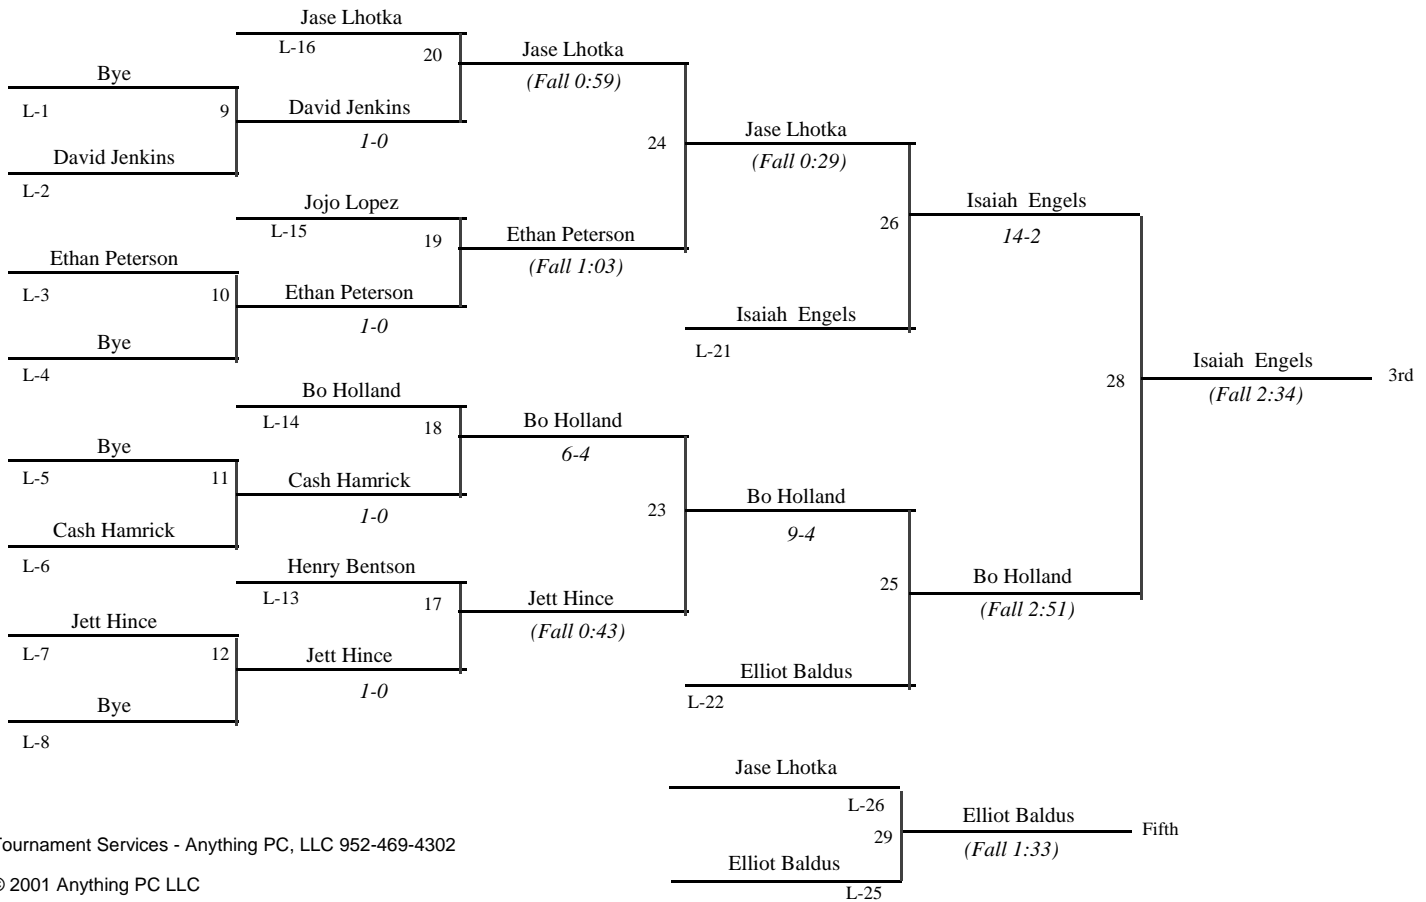 Jase Lhotka
L-16
20
Jase Lhotka
(Fall 0:59)
Bye
L-1
9
David Jenkins
1-0
David Jenkins
L-2
24
Jase Lhotka
(Fall 0:29)
Jojo Lopez
L-15
19
Ethan Peterson
(Fall 1:03)
26
Isaiah  Engels
14-2
Ethan Peterson
L-3
10
Ethan Peterson
1-0
Bye
L-4
Isaiah  Engels
L-21
28
Isaiah  Engels
(Fall 2:34)
3rd
Bo Holland
L-14
18
Bo Holland
6-4
Bye
L-5
11
Cash Hamrick
1-0
Cash Hamrick
L-6
23
Bo Holland
9-4
Henry Bentson
L-13
17
Jett Hince
(Fall 0:43)
25
Bo Holland
(Fall 2:51)
Jett Hince
L-7
12
Jett Hince
1-0
Bye
L-8
Elliot Baldus
L-22
Jase Lhotka
L-26
29
Elliot Baldus
(Fall 1:33)
Fifth
Elliot Baldus
L-25
Tournament Services - Anything PC, LLC 952-469-4302
© 2001 Anything PC LLC